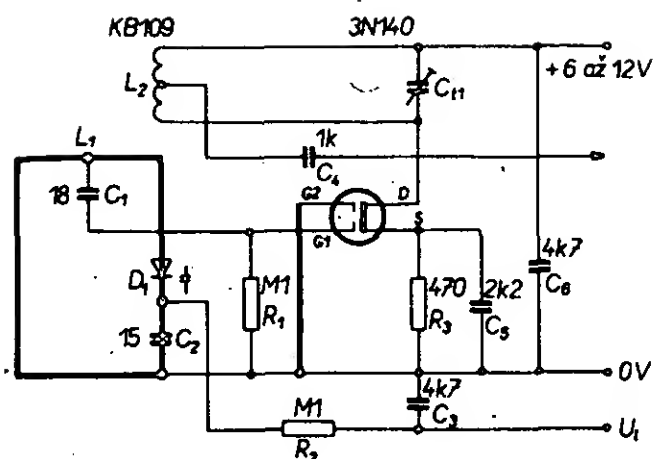 KB109
3N140
L₂
Ct1
+6 až 12V
L₁
1k
C₄
18
C₁
G2
D
G1
S
D₁
M1
R₁
470
R₃
2k2
C₅
4k7
C₆
15
C₂
0V
4k7
C₃
M1
R₂